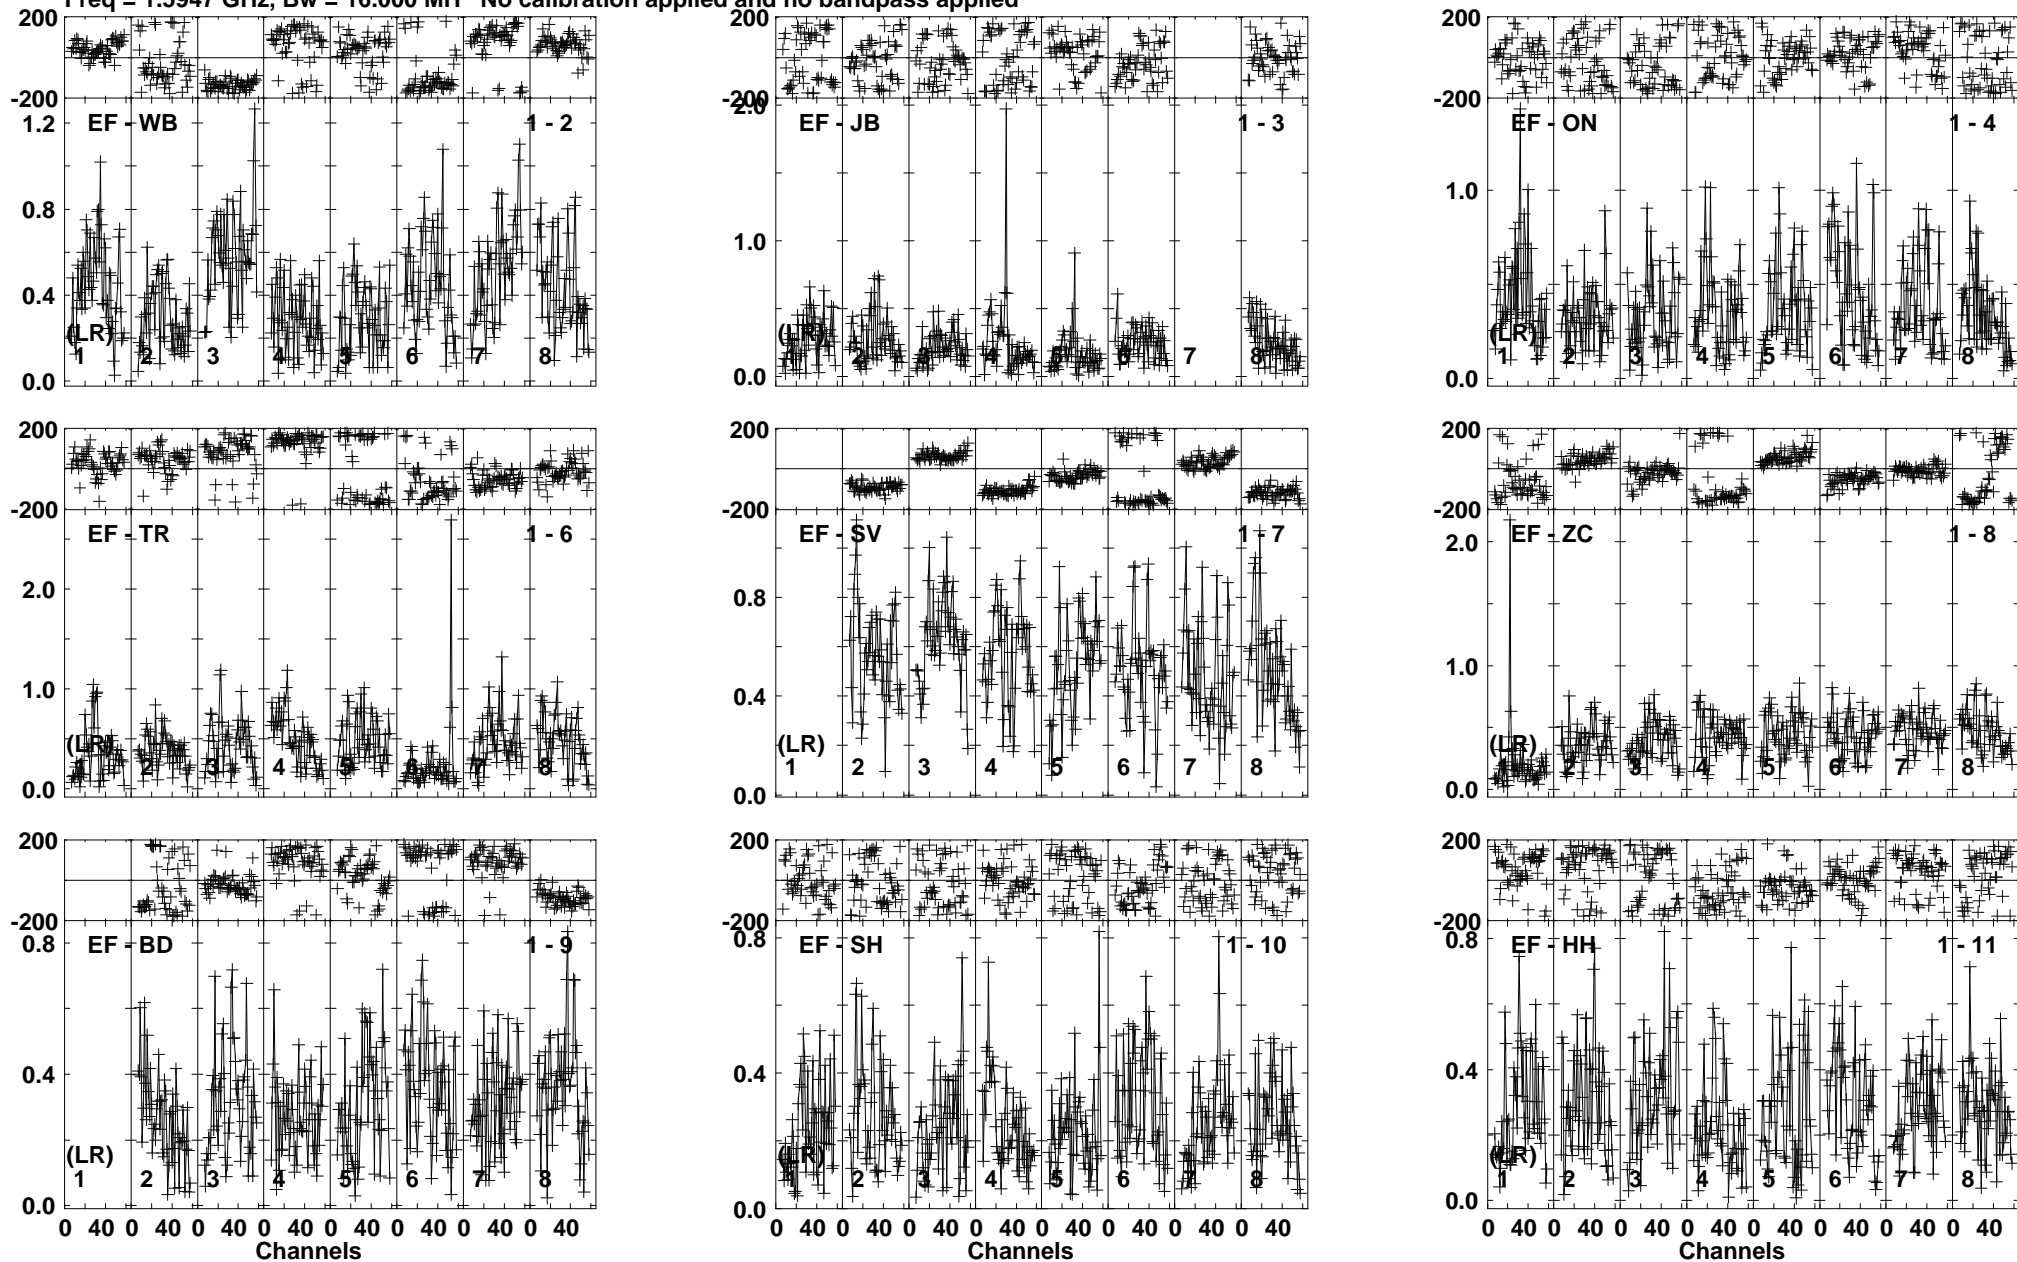 Freq = 1.5947 GHz, Bw = 16.000 MH No calibration applied and no bandpass applied
200
-200
EF - WB 1 - 2
1.2
0.8
0.4
0.0
(LR)
1 2 3 4 5 6 7 8
2.0
EF - JB 1 - 3
200
-200
1.0
0.0
(LR)
1 2 3 4 5 6 7 8
200
-200
EF - ON 1 - 4
1.0
0.0
(LR)
1 2 3 4 5 6 7 8
200
-200
EF - TR 1 - 6
2.0
1.0
0.0
(LR)
1 2 3 4 5 6 7 8
200
-200
EF - SV 1 - 7
0.8
0.4
0.0
(LR)
1 2 3 4 5 6 7 8
200
-200
EF - ZC 1 - 8
2.0
1.0
0.0
(LR)
1 2 3 4 5 6 7 8
200
-200
EF - BD 1 - 9
0.8
0.4
0.0
(LR)
1 2 3 4 5 6 7 8
0 40 0 40 0 40 0 40 0 40 0 40 0 40 0 40
Channels
200
-200
EF - SH 1 - 10
0.8
0.4
0.0
(LR)
1 2 3 4 5 6 7 8
0 40 0 40 0 40 0 40 0 40 0 40 0 40 0 40
Channels
200
-200
EF - HH 1 - 11
0.8
0.4
0.0
(LR)
1 2 3 4 5 6 7 8
0 40 0 40 0 40 0 40 0 40 0 40 0 40 0 40
Channels